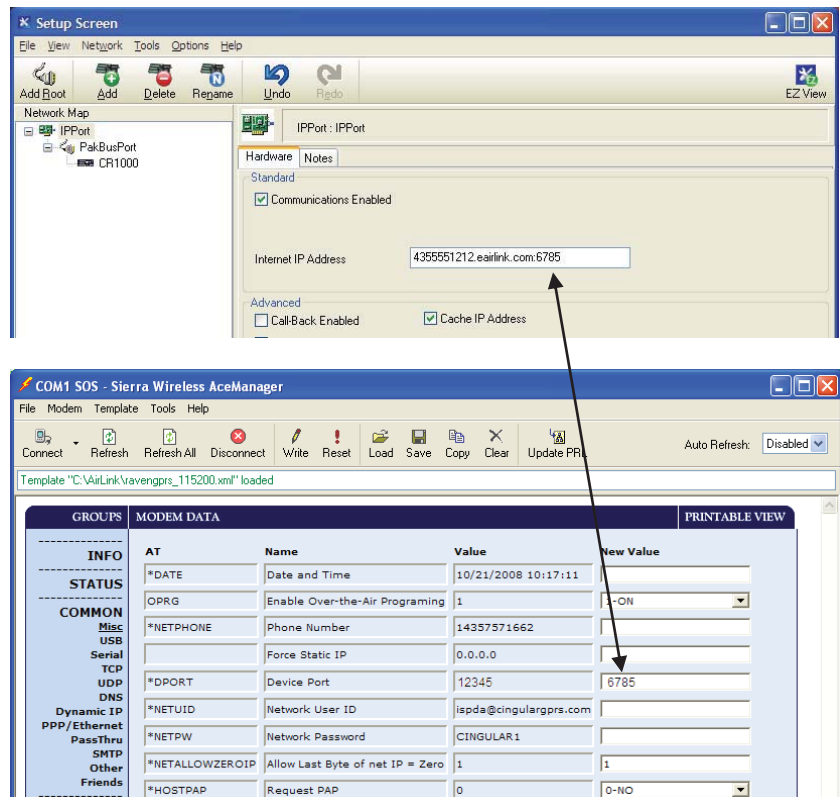 Setup Screen
File View Network Tools Options Help
Add Root Add Delete Rename Undo Redo EZ View
Network Map
IPPort
PakBusPort
CR1000
IPPort : IPPort
Hardware Notes
Standard
Communications Enabled
Internet IP Address 4355551212.eairlink.com:6785
Advanced
Call-Back Enabled Cache IP Address
COM1 SOS - Sierra Wireless AceManager
File Modem Template Tools Help
Connect Refresh Refresh All Disconnect Write Reset Load Save Copy Clear Update PRL Auto Refresh: Disabled
Template "C:\AirLink\ravengprs_115200.xml" loaded
GROUPS MODEM DATA PRINTABLE VIEW
INFO
STATUS
COMMON
Misc
USB
Serial
TCP
UDP
DNS
Dynamic IP
PPP/Ethernet
PassThru
SMTP
Other
Friends
AT Name Value New Value
*DATE Date and Time 10/21/2008 10:17:11
OPRG Enable Over-the-Air Programing 1 1-ON
*NETPHONE Phone Number 14357571662
Force Static IP 0.0.0.0
*DPORT Device Port 12345 6785
*NETUID Network User ID ispda@cingulargprs.com
*NETPW Network Password CINGULAR1
*NETALLOWZEROIP Allow Last Byte of net IP = Zero 1 1
*HOSTPAP Request PAP 0 0-NO